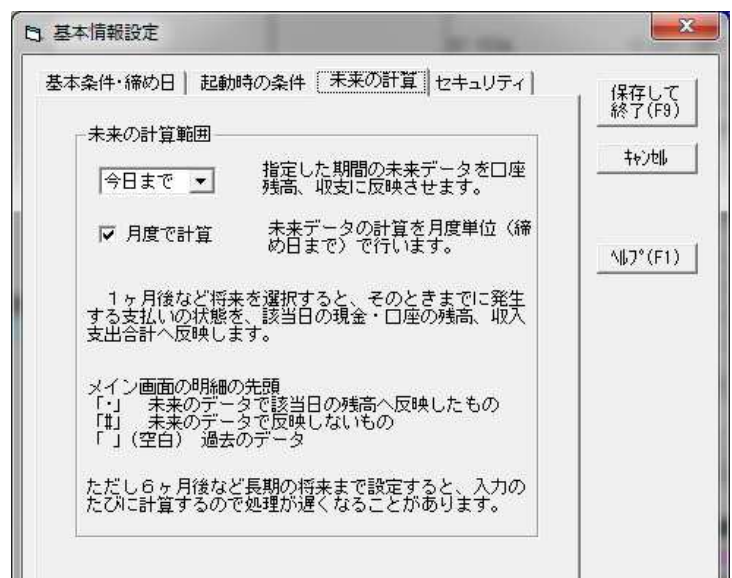 基本情報設定
基本条件・締め日
起動時の条件
未来の計算
セキュリティ
保存して
終了(F9)
キャンセル
ヘルプ(F1)
未来の計算範囲
今日まで
指定した期間の未来データを口座
残高、収支に反映させます。
月度で計算
未来データの計算を月度単位（締
め日まで）で行います。
１ヶ月後など将来を選択すると、そのときまでに発生
する支払いの状態を、該当日の現金・口座の残高、収入
支出合計へ反映します。
メイン画面の明細の先頭
「・」　未来のデータで該当日の残高へ反映したもの
「‡」　未来のデータで反映しないもの
「 」（空白）　過去のデータ
ただし６ヶ月後など長期の将来まで設定すると、入力の
たびに計算するので処理が遅くなることがあります。